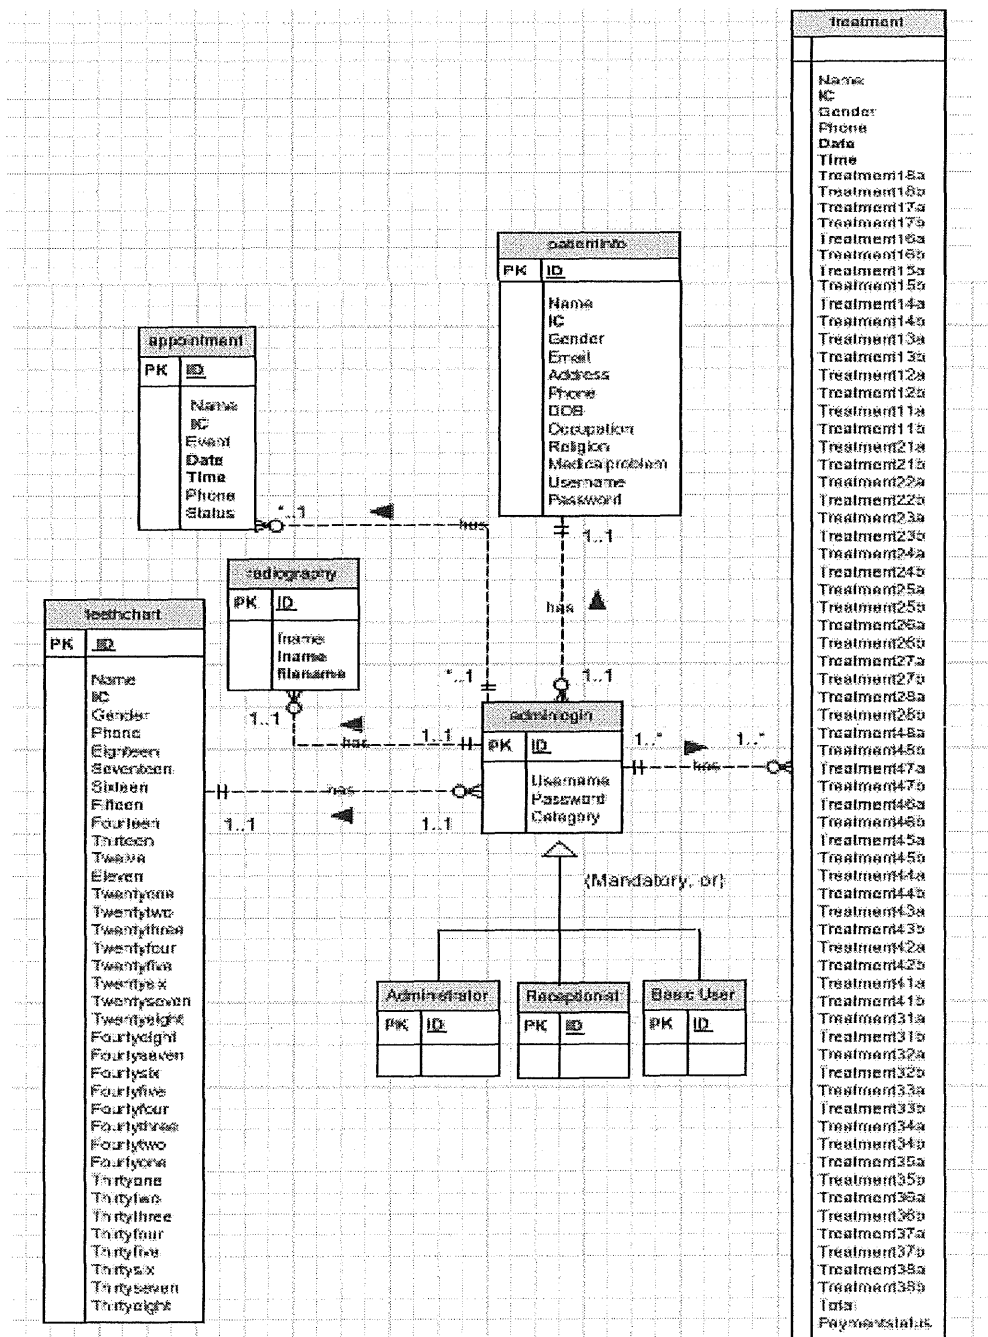 treatment
Name
IC
Gender
Phone
Date
Time
Treatment18a
Treatment18b
Treatment17a
Treatment17b
Treatment16a
Treatment16b
Treatment15a
Treatment15b
Treatment14a
Treatment14b
Treatment13a
Treatment13b
Treatment12a
Treatment12b
Treatment11a
Treatment11b
Treatment21a
Treatment21b
Treatment22a
Treatment22b
Treatment23a
Treatment23b
Treatment24a
Treatment24b
Treatment25a
Treatment25b
Treatment26a
Treatment26b
Treatment27a
Treatment27b
Treatment28a
Treatment28b
Treatment48a
Treatment48b
Treatment47a
Treatment47b
Treatment46a
Treatment46b
Treatment45a
Treatment45b
Treatment44a
Treatment44b
Treatment43a
Treatment43b
Treatment42a
Treatment42b
Treatment41a
Treatment41b
Treatment31a
Treatment31b
Treatment32a
Treatment32b
Treatment33a
Treatment33b
Treatment34a
Treatment34b
Treatment35a
Treatment35b
Treatment36a
Treatment36b
Treatment37a
Treatment37b
Treatment38a
Treatment38b
Total
Paymentstatus
patientinfo
PK ID
Name
IC
Gender
Email
Address
Phone
DOB
Occupation
Religion
Medicalproblem
Username
Password
appointment
PK ID
Name
IC
Event
Date
Time
Phone
Status
*..1
has
1..1
has
1..1
*..1
radiography
PK ID
fname
lname
filename
1..1
has
1..1
teethchart
PK ID
Name
IC
Gender
Phone
Eighteen
Seventeen
Sixteen
Fifteen
Fourteen
Thirteen
Twelve
Eleven
Twentyone
Twentytwo
Twentythree
Twentyfour
Twentyfive
Twentysix
Twentyseven
Twentyeight
Fourtyeight
Fourtyseven
Fourtysix
Fourtyfive
Fourtyfour
Fourtythree
Fourtytwo
Fourtyone
Thirtyone
Thirtytwo
Thirtythree
Thirtyfour
Thirtyfive
Thirtysix
Thirtyseven
Thirtyeight
has
1..1
1..1
adminlogin
PK ID
Username
Password
Category
1..*
has
1..*
{Mandatory, or}
Administrator
PK ID
Receptionist
PK ID
Basic User
PK ID